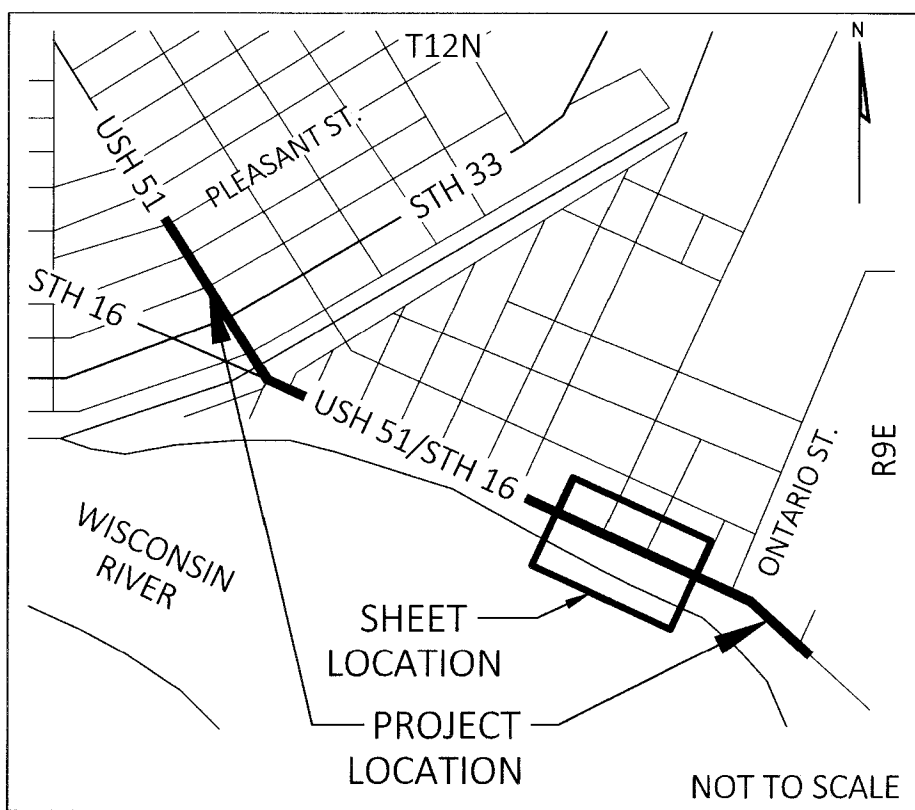 T12N
N
USH 51
PLEASANT ST.
STH 33
STH 16
USH 51/STH 16
ONTARIO ST.
R9E
WISCONSIN
RIVER
SHEET
LOCATION
PROJECT
LOCATION
NOT TO SCALE